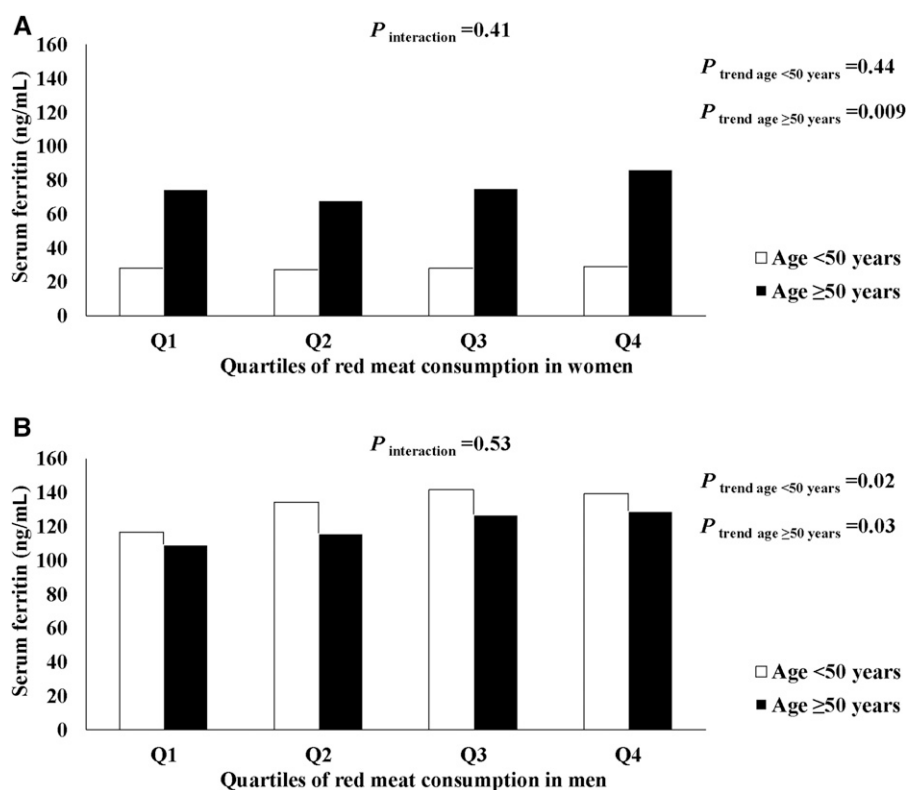 A
P interaction =0.41
P trend age <50 years =0.44
P trend age ≥50 years =0.009
Serum ferritin (ng/mL)
160
140
120
100
80
60
40
20
0
Age <50 years
Age ≥50 years
Q1 Q2 Q3 Q4
Quartiles of red meat consumption in women
B
P interaction =0.53
P trend age <50 years =0.02
P trend age ≥50 years =0.03
Serum ferritin (ng/mL)
160
140
120
100
80
60
40
20
0
Age <50 years
Age ≥50 years
Q1 Q2 Q3 Q4
Quartiles of red meat consumption in men